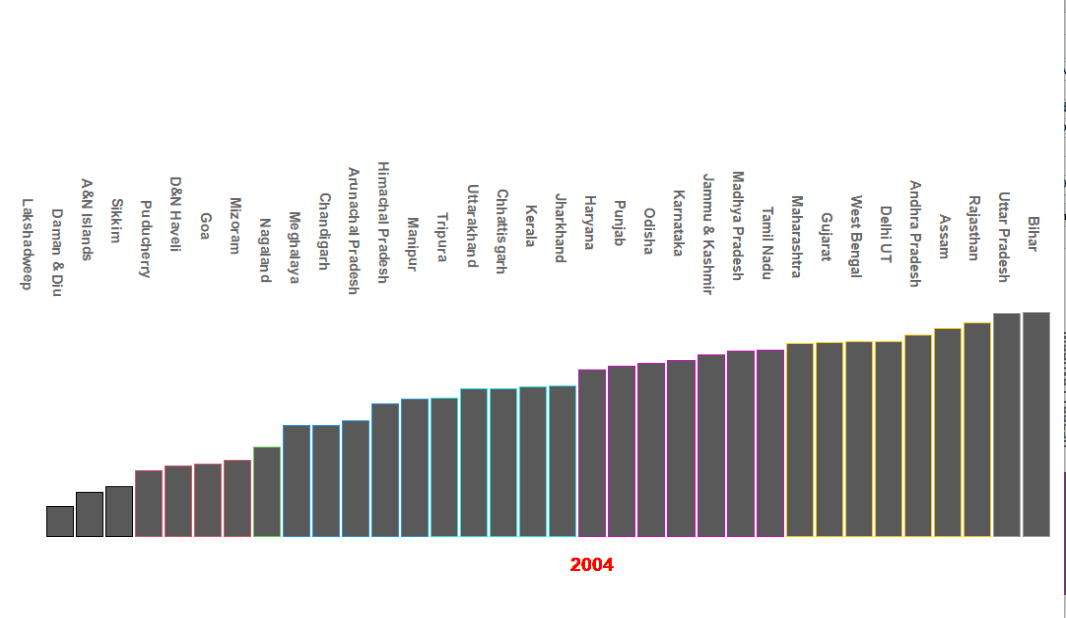 Lakshadweep
Daman & Diu
A&N Islands
Sikkim
Puducherry
D&N Haveli
Goa
Mizoram
Nagaland
Meghalaya
Chandigarh
Arunachal Pradesh
Himachal Pradesh
Manipur
Tripura
Uttarakhand
Chhattisgarh
Kerala
Jharkhand
Haryana
Punjab
Odisha
Karnataka
Jammu & Kashmir
Madhya Pradesh
Tamil Nadu
Maharashtra
Gujarat
West Bengal
Delhi UT
Andhra Pradesh
Assam
Rajasthan
Uttar Pradesh
Bihar
2004